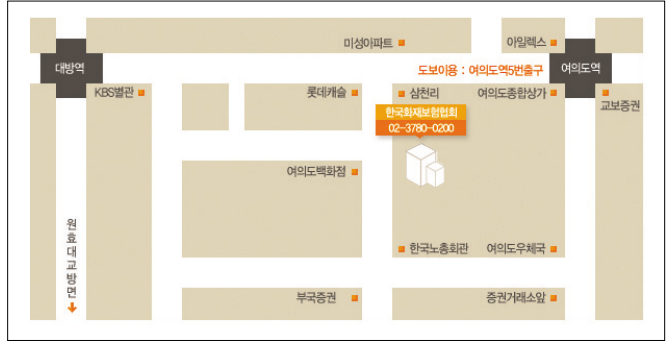 미성아파트
아일렉스
대방역
도보이용 : 여의도역5번출구
여의도역
KBS별관
롯데캐슬
삼천리
여의도종합상가
교보증권
한국화재보험협회
02-3780-0200
여의도백화점
원효대교방면
한국노총회관
여의도우체국
부국증권
증권거래소앞